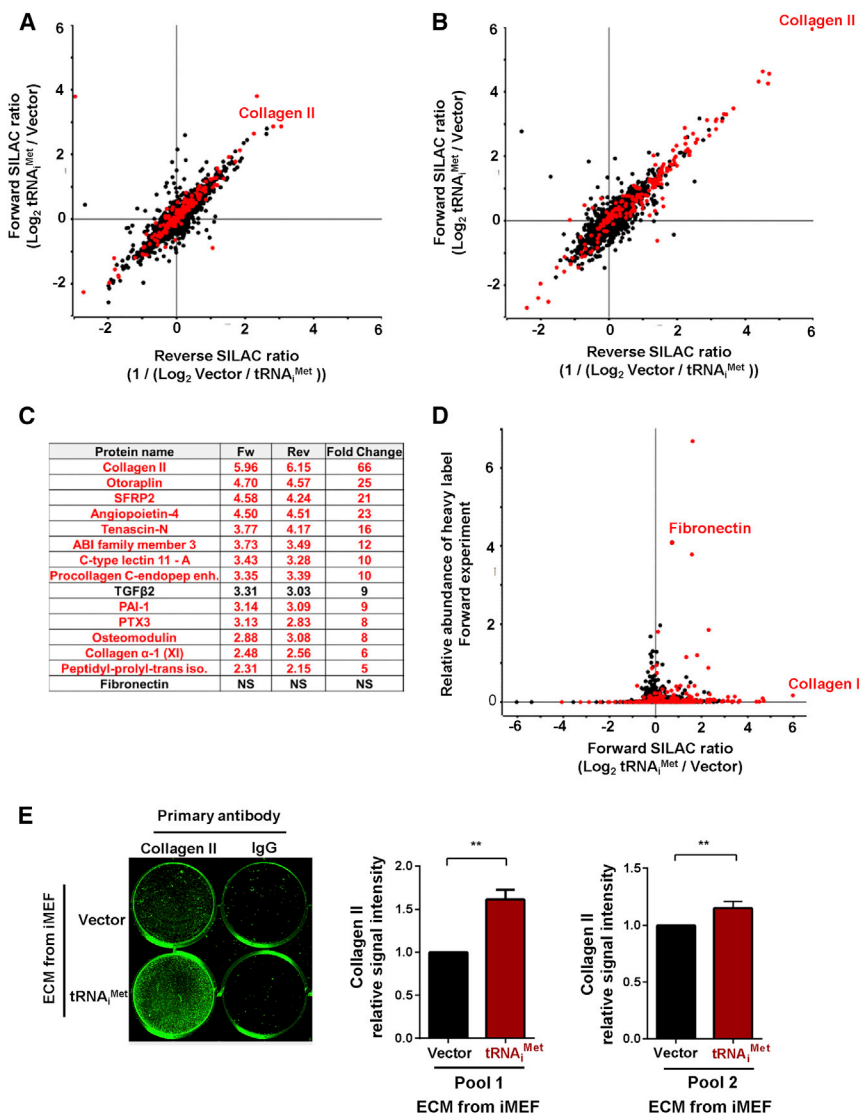 A
Forward SILAC ratio
(Log2 tRNAiMet / Vector)
6
4
2
0
-2
Collagen II
-2
0
2
4
6
Reverse SILAC ratio
(1 / (Log2 Vector / tRNAiMet ))
B
Forward SILAC ratio
(Log2 tRNAiMet / Vector)
6
4
2
0
-2
Collagen II
-2
0
2
4
6
Reverse SILAC ratio
(1 / (Log2 Vector / tRNAiMet ))
C
Protein name Fw Rev Fold Change
Collagen II 5.96 6.15 66
Otoraplin 4.70 4.57 25
SFRP2 4.58 4.24 21
Angiopoietin-4 4.50 4.51 23
Tenascin-N 3.77 4.17 16
ABI family member 3 3.73 3.49 12
C-type lectin 11 - A 3.43 3.28 10
Procollagen C-endopep enh. 3.35 3.39 10
TGFβ2 3.31 3.03 9
PAI-1 3.14 3.09 9
PTX3 3.13 2.83 8
Osteomodulin 2.88 3.08 8
Collagen α-1 (XI) 2.48 2.56 6
Peptidyl-prolyl-trans iso. 2.31 2.15 5
Fibronectin NS NS NS
D
Relative abundance of heavy label
Forward experiment
6
4
2
0
Fibronectin
Collagen I
-6
-4
-2
0
2
4
6
Forward SILAC ratio
(Log2 tRNAiMet / Vector)
E
Primary antibody
Collagen II IgG
ECM from iMEF
Vector
tRNAiMet
Collagen II
relative signal intensity
2.0
1.5
1.0
0.5
0.0
**
Vector tRNAiMet
Pool 1
ECM from iMEF
Collagen II
relative signal intensity
1.5
1.0
0.5
0.0
**
Vector tRNAiMet
Pool 2
ECM from iMEF